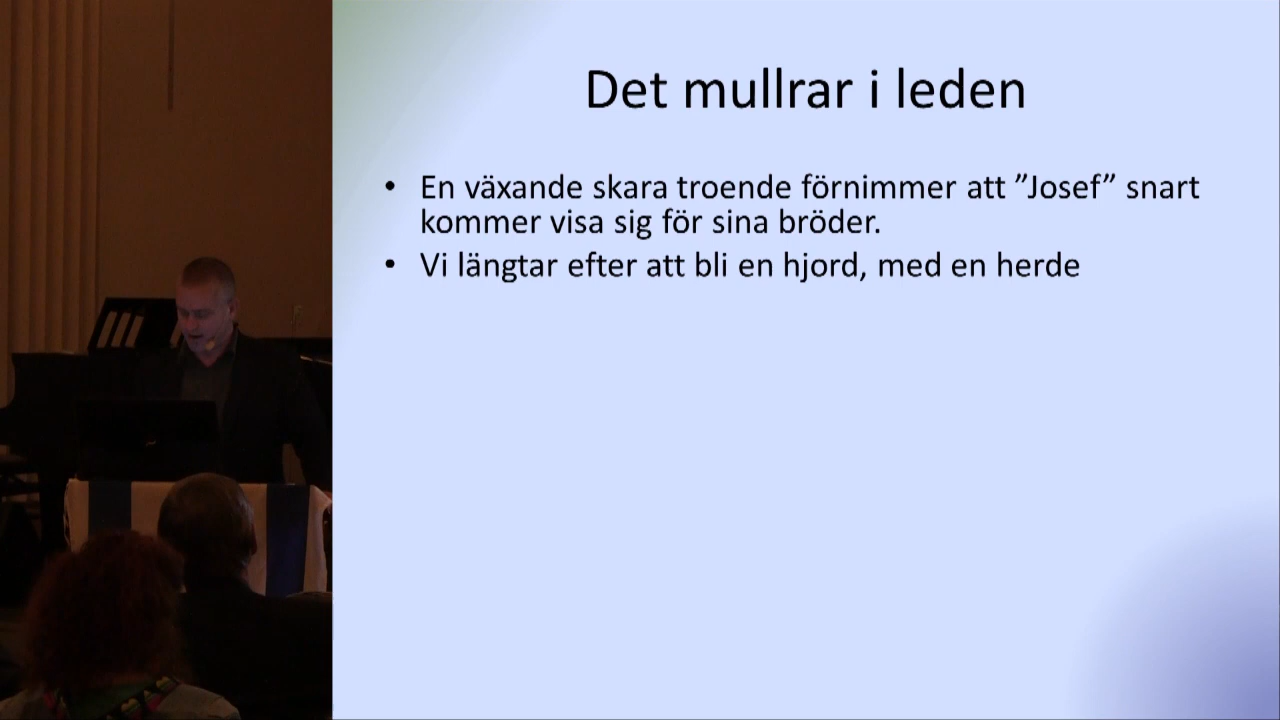 Det mullrar i leden
• En växande skara troende förnimmer att ”Josef” snart
kommer visa sig för sina bröder.
• Vi längtar efter att bli en hjord, med en herde